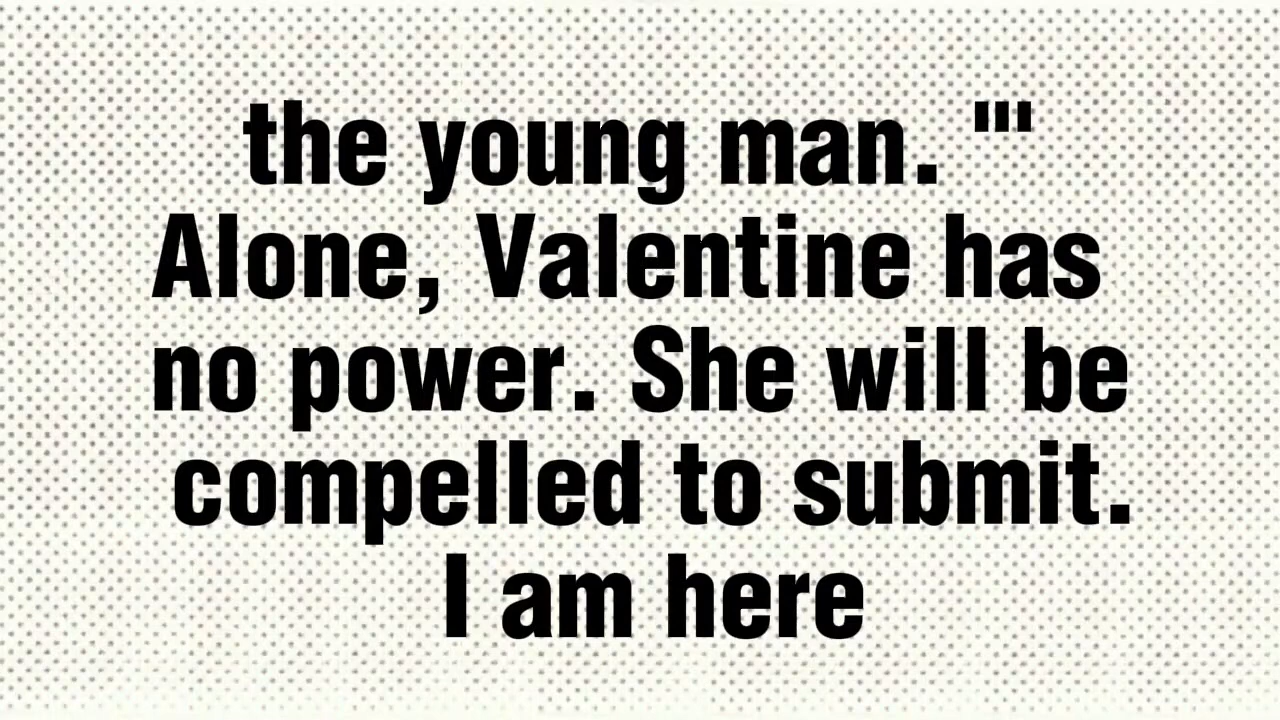 the young man. "'
Alone, Valentine has
no power. She will be
compelled to submit.
I am here